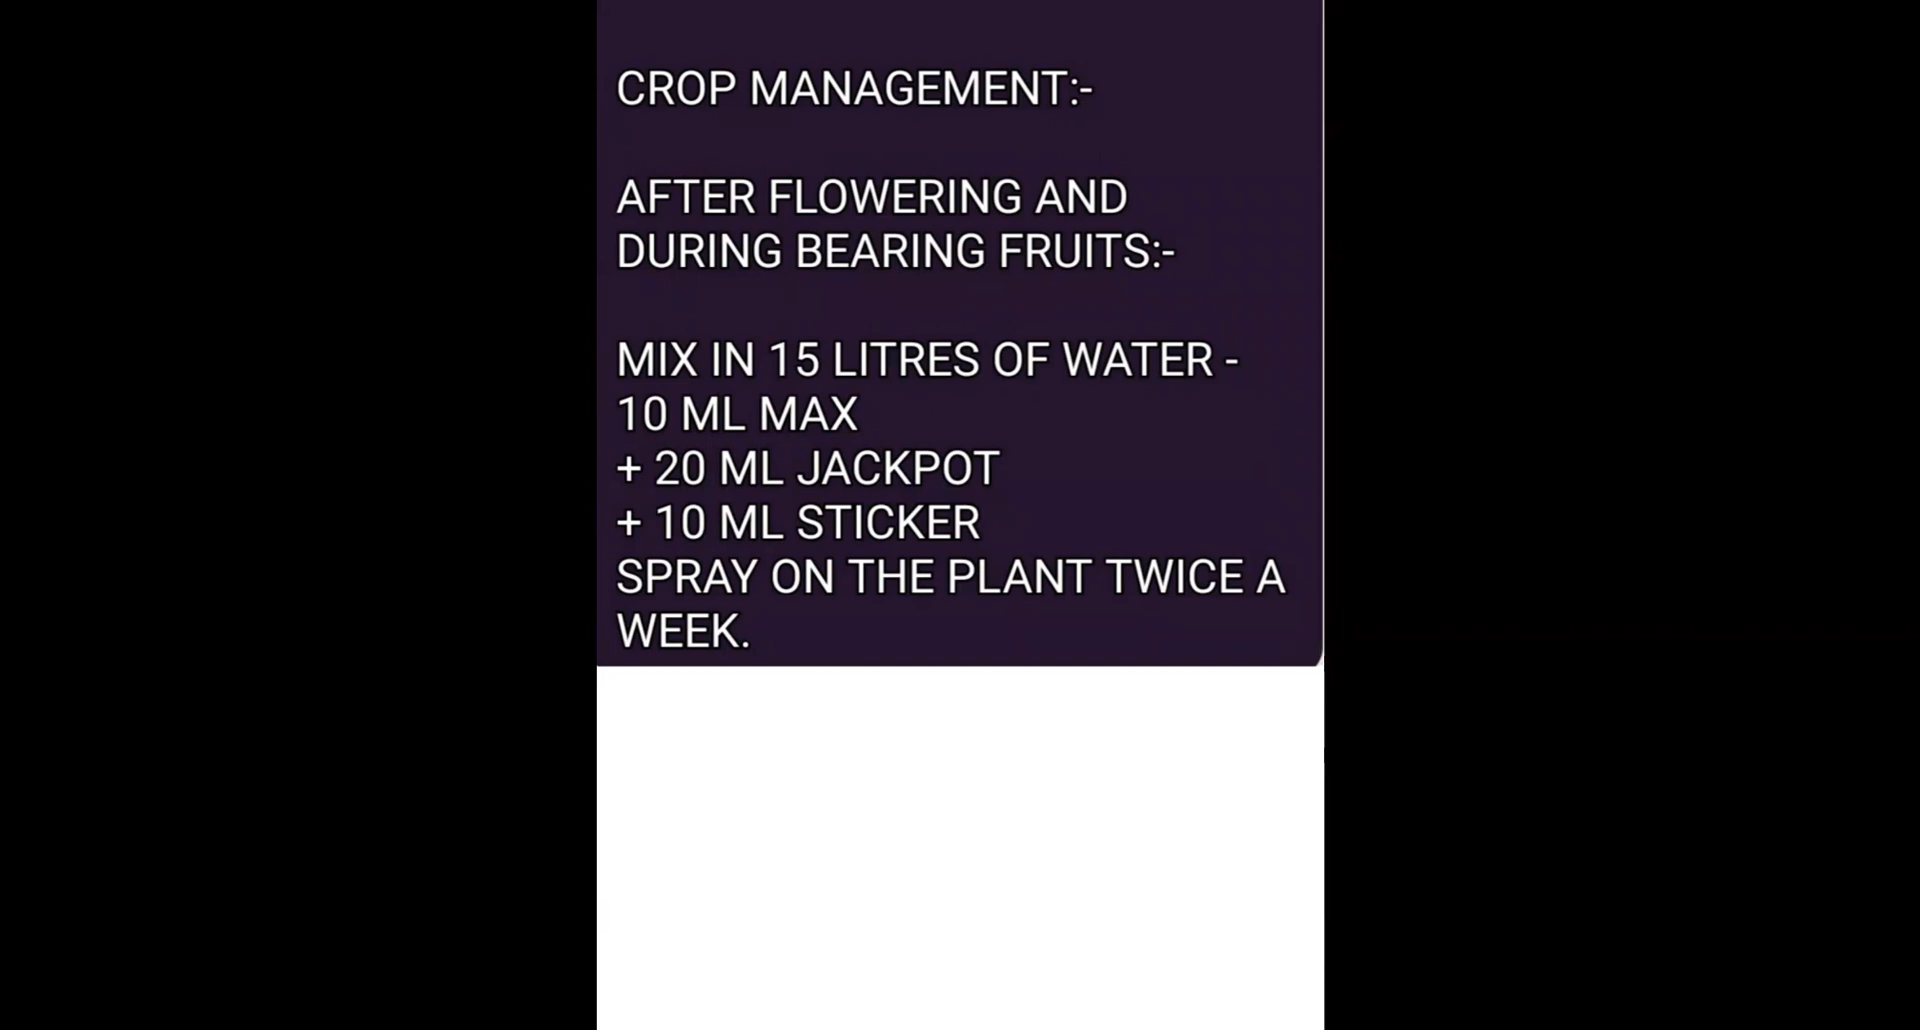 CROP MANAGEMENT:-
AFTER FLOWERING AND
DURING BEARING FRUITS:-
MIX IN 15 LITRES OF WATER -
10 ML MAX
+ 20 ML JACKPOT
+ 10 ML STICKER
SPRAY ON THE PLANT TWICE A
WEEK.